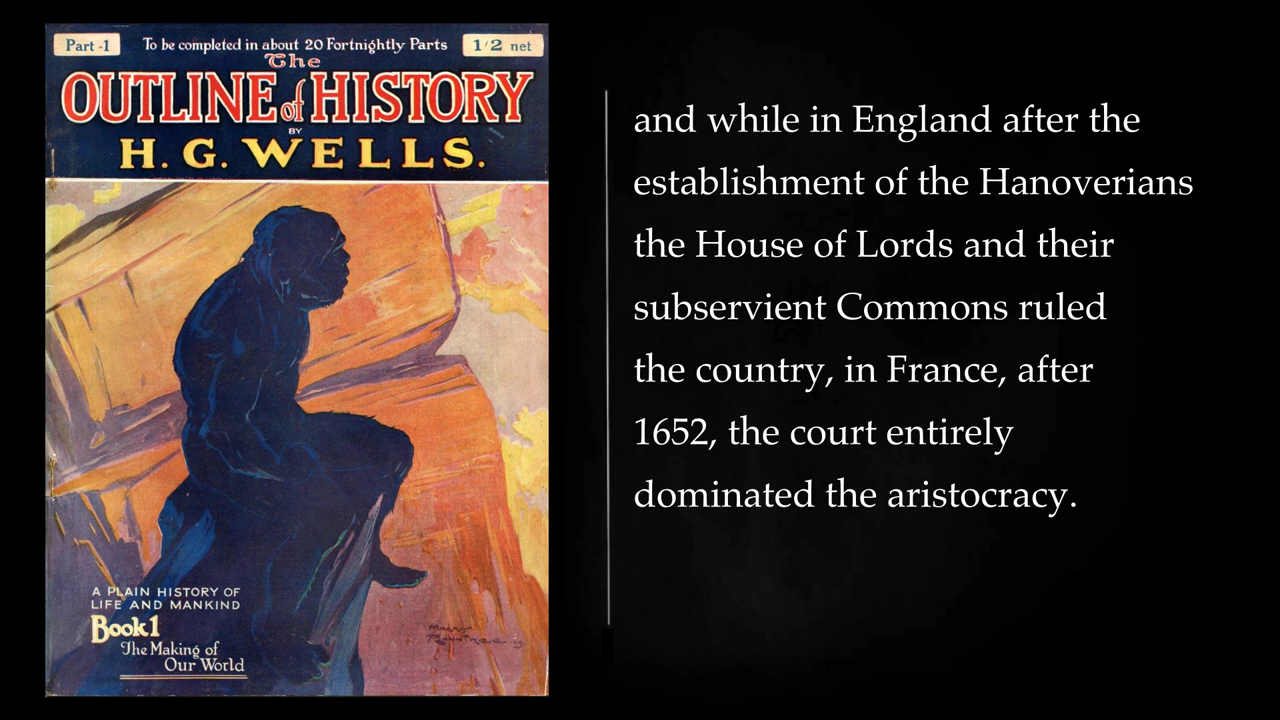 Part -1
To be completed in about 20 Fortnightly Parts
1/2 net
The
OUTLINE of HISTORY
BY
H. G. WELLS.
A PLAIN HISTORY OF
LIFE AND MANKIND
Book 1
The Making of
Our World
and while in England after the
establishment of the Hanoverians
the House of Lords and their
subservient Commons ruled
the country, in France, after
1652, the court entirely
dominated the aristocracy.